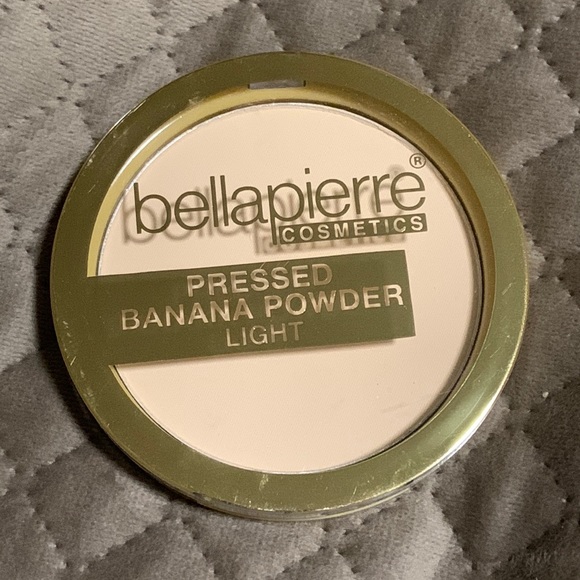 bellapierre®
COSMETICS
PRESSED
BANANA POWDER
LIGHT